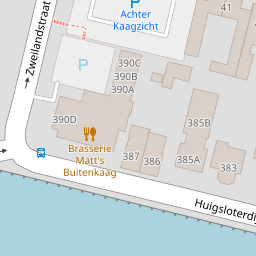 Achter
Kaagzicht
41
Zweilandstraat
P
P
390C
390B
390A
390D
385B
Brasserie
Matt's
Buitenkaag
387
386
385A
383
Huigsloterdi